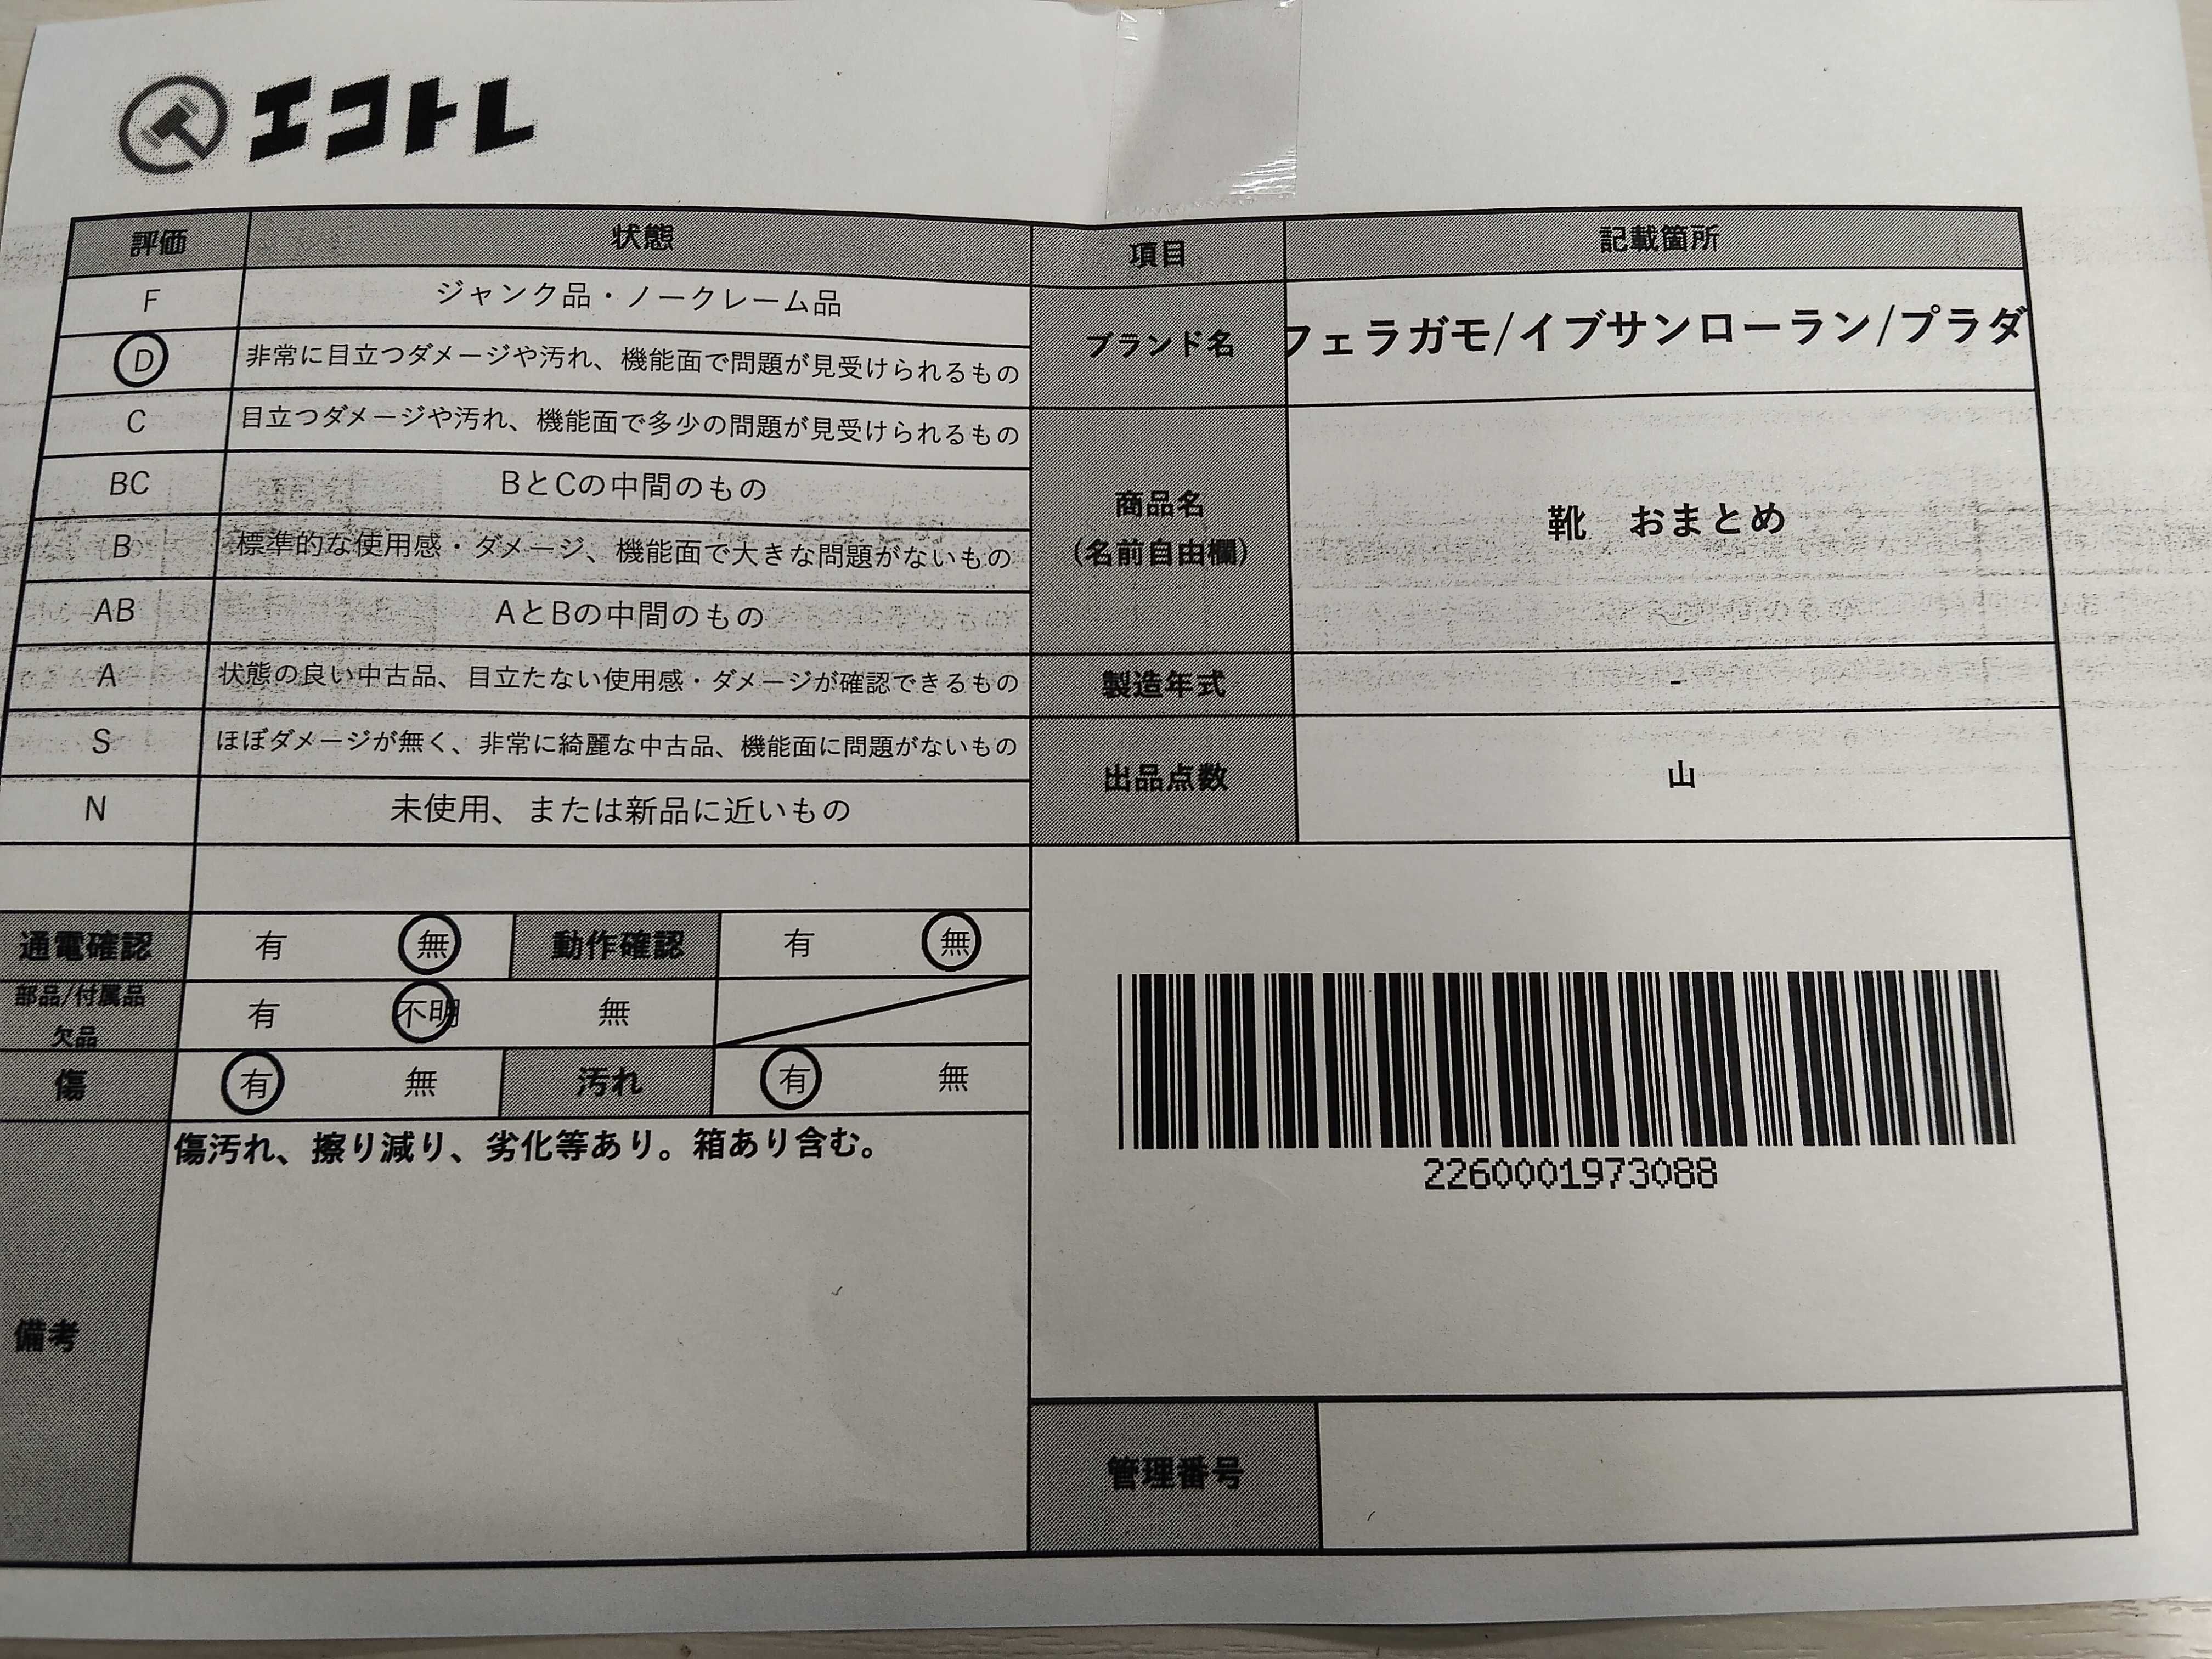 エコトレ
評価 状態
F ジャンク品・ノークレーム品
D 非常に目立つダメージや汚れ、機能面で問題が見受けられるもの
C 目立つダメージや汚れ、機能面で多少の問題が見受けられるもの
BC BとCの中間のもの
B 標準的な使用感・ダメージ、機能面で大きな問題がないもの
AB AとBの中間のもの
A 状態の良い中古品、目立たない使用感・ダメージが確認できるもの
S ほぼダメージが無く、非常に綺麗な中古品、機能面に問題がないもの
N 未使用、または新品に近いもの
通電確認 有 無 動作確認 有 無
部品/付属品
欠品 有 不明 無
傷 有 無 汚れ 有 無
備考 傷汚れ、擦り減り、劣化等あり。箱あり含む。
項目 記載箇所
ブランド名 フェラガモ/イブサンローラン/プラダ
商品名
(名前自由欄) 靴 おまとめ
製造年式 -
出品点数 山
2260001973088
管理番号